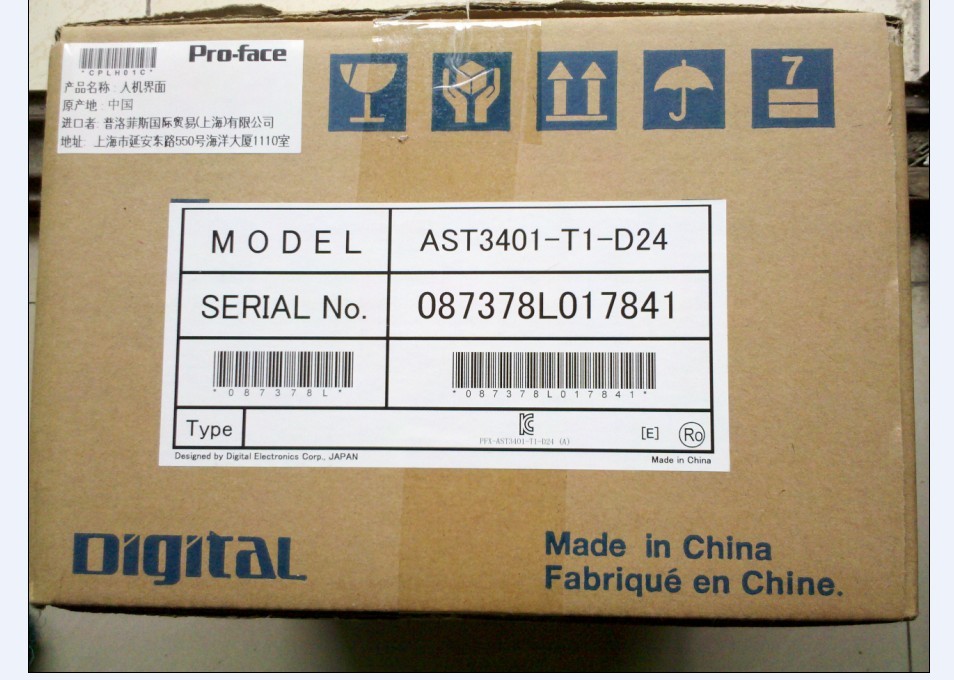 Pro-face
*CPLH01C*
产品名称：人机界面
原产地：中国
进口者：普洛菲斯国际贸易(上海)有限公司
地址：上海市延安东路550号海洋大厦1110室
7
MODEL AST3401-T1-D24
SERIAL No. 087378L017841
*087378L* *087378L017841*
Type PFX-AST3401-T1-D24 (A) [E] Ro
Designed by Digital Electronics Corp., JAPAN Made in China
Digital
Made in China
Fabriqué en Chine.